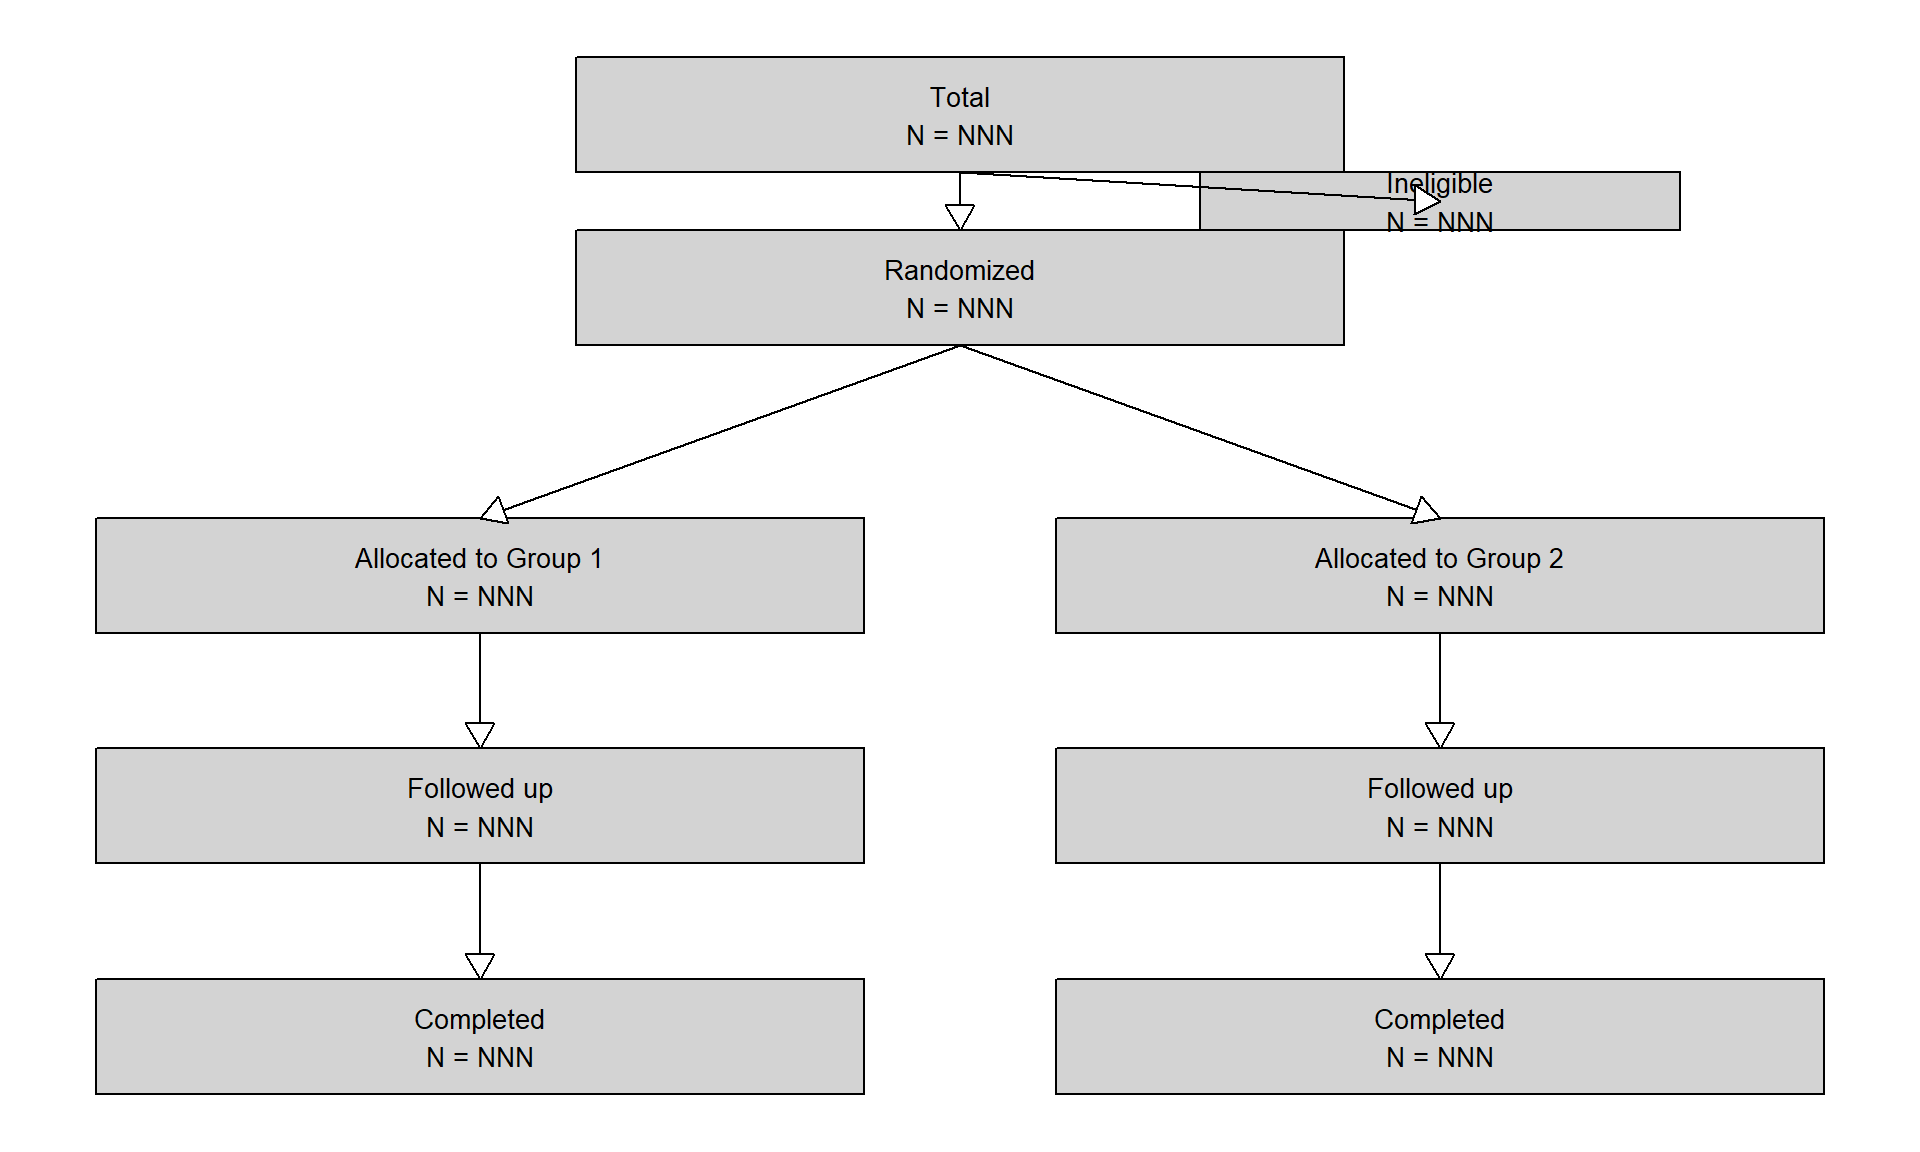 Total
N = NNN
Ineligible
N = NNN
Randomized
N = NNN
Allocated to Group 1
N = NNN
Allocated to Group 2
N = NNN
Followed up
N = NNN
Followed up
N = NNN
Completed
N = NNN
Completed
N = NNN